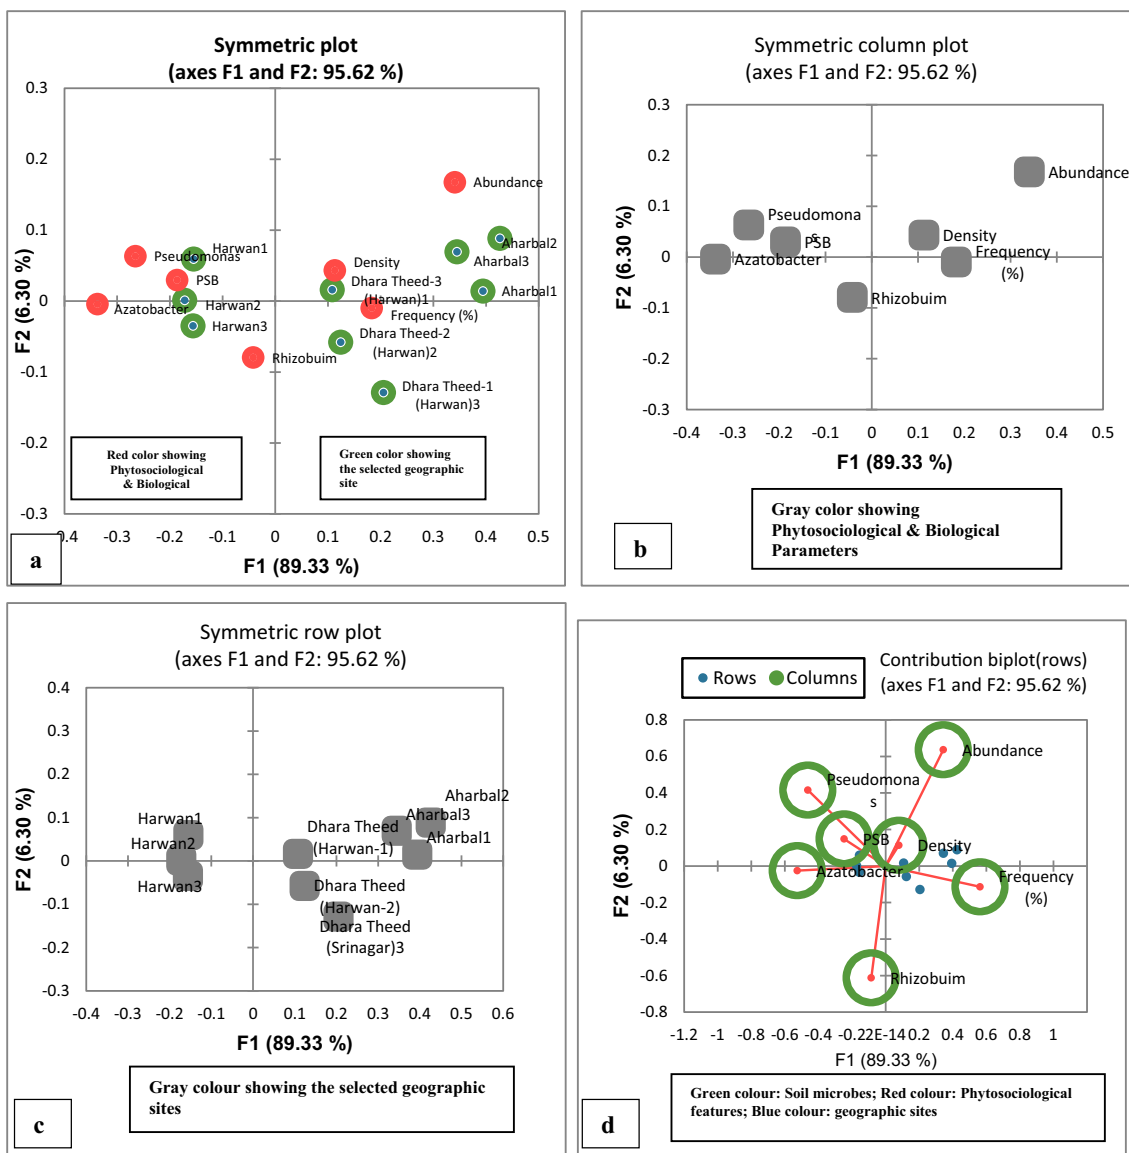 Symmetric plot
(axes F1 and F2: 95.62 %)
0.3
0.2
0.1
0
-0.1
-0.2
-0.3
F2 (6.30 %)
Abundance
Harwan1
Pseudomonas
PSB
Azatobacter
Harwan2
Harwan3
Rhizobuim
Density
Dhara Theed-3
(Harwan)1
Frequency (%)
Dhara Theed-2
(Harwan)2
Dhara Theed-1
(Harwan)3
Aharbal2
Aharbal3
Aharbal1
Red color showing
Phytosociological
& Biological
Green color showing
the selected geographic
site
0.4 -0.3 -0.2 -0.1 0 0.1 0.2 0.3 0.4 0.5
F1 (89.33 %)
a
Symmetric column plot
(axes F1 and F2: 95.62 %)
0.3
0.2
0.1
0
-0.1
-0.2
-0.3
F2 (6.30 %)
Abundance
Pseudomona
s
PSB
Azatobacter
Density
Frequency
(%)
Rhizobuim
-0.4 -0.3 -0.2 -0.1 0 0.1 0.2 0.3 0.4 0.5
F1 (89.33 %)
Gray color showing
Phytosociological & Biological
Parameters
b
Symmetric row plot
(axes F1 and F2: 95.62 %)
0.4
0.3
0.2
0.1
0
-0.1
-0.2
-0.3
F2 (6.30 %)
Harwan1
Harwan2
Harwan3
Dhara Theed
(Harwan-1)
Dhara Theed
(Harwan-2)
Dhara Theed
(Srinagar)3
Aharbal2
Aharbal3
Aharbal1
-0.4 -0.3 -0.2 -0.1 0 0.1 0.2 0.3 0.4 0.5 0.6
F1 (89.33 %)
Gray colour showing the selected geographic
sites
c
Rows Columns
Contribution biplot(rows)
(axes F1 and F2: 95.62 %)
0.8
0.6
0.4
0.2
0
-0.2
-0.4
-0.6
-0.8
F2 (6.30 %)
Abundance
Pseudomona
s
PSB
Density
Azatobacter
Frequency
(%)
Rhizobuim
-1.2 -1 -0.8 -0.6 -0.4 -0.22E-14 0.2 0.4 0.6 0.8 1
F1 (89.33 %)
Green colour: Soil microbes; Red colour: Phytosociological
features; Blue colour: geographic sites
d